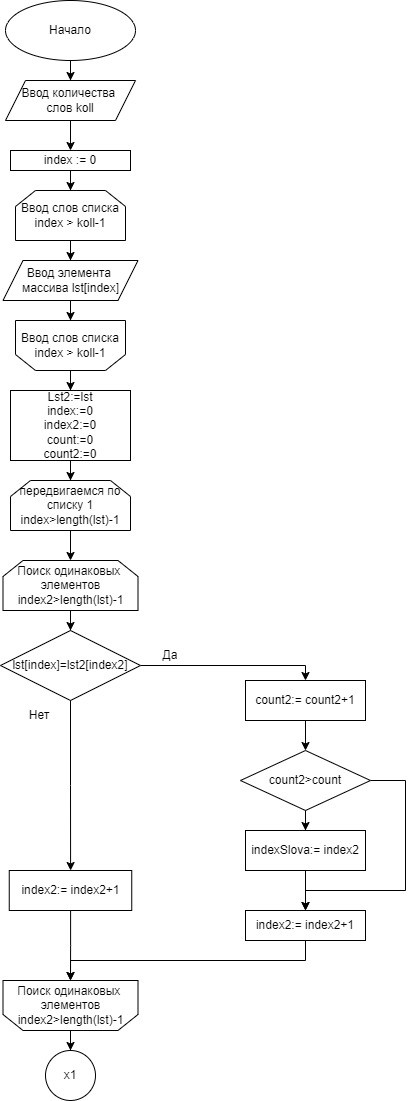 Начало
Ввод количества
слов koll
index := 0
Ввод слов списка
index > koll-1
Ввод элемента
массива lst[index]
Ввод слов списка
index > koll-1
Lst2:=lst
index:=0
index2:=0
count:=0
count2:=0
передвигаемся по
списку 1
index>length(lst)-1
Поиск одинаковых
элементов
index2>length(lst)-1
lst[index]=lst2[index2]
Да
Нет
count2:= count2+1
count2>count
indexSlova:= index2
index2:= index2+1
index2:= index2+1
Поиск одинаковых
элементов
index2>length(lst)-1
x1